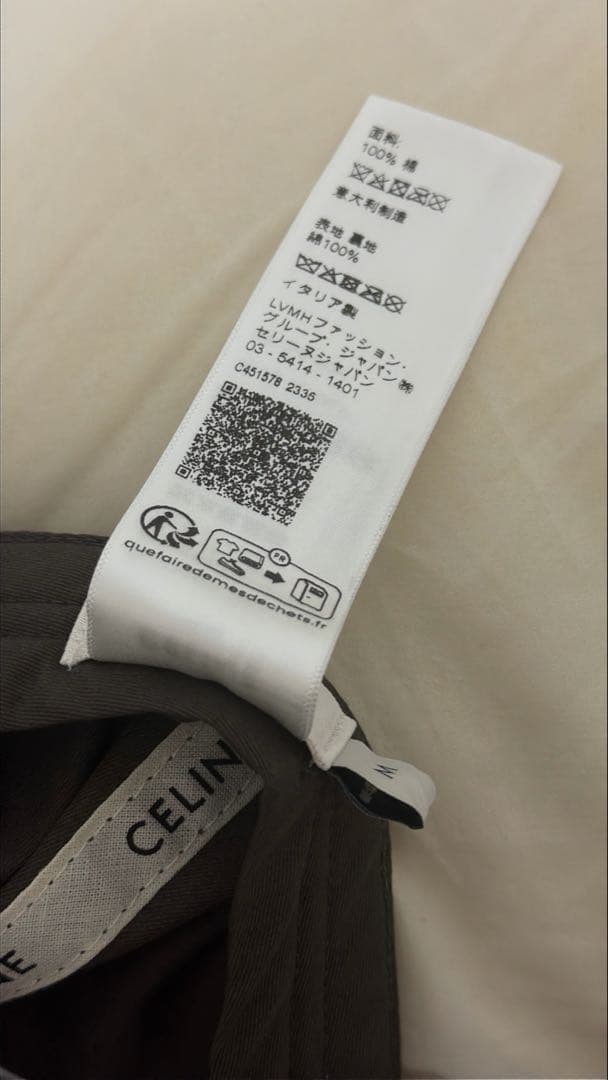 面料:
100% 棉
意大利制造
表地 裏地
綿100%
イタリア製
LVMHファッション・
グループ・ジャパン㈱
セリーヌジャパン
03 - 5414 - 1401
C451578 2336
FR
quefairedemesdechets.fr
M
CELIN
NE